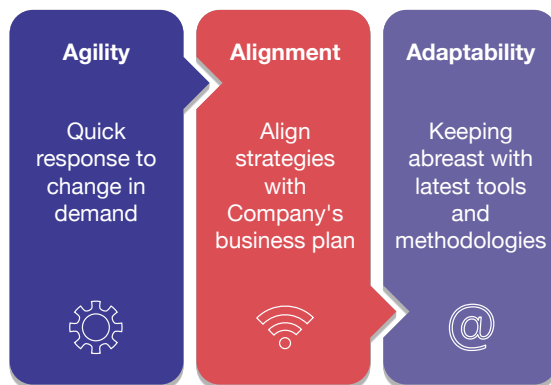 Agility
Quick
response to
change in
demand
Alignment
Align
strategies
with
Company's
business plan
Adaptability
Keeping
abreast with
latest tools
and
methodologies
@